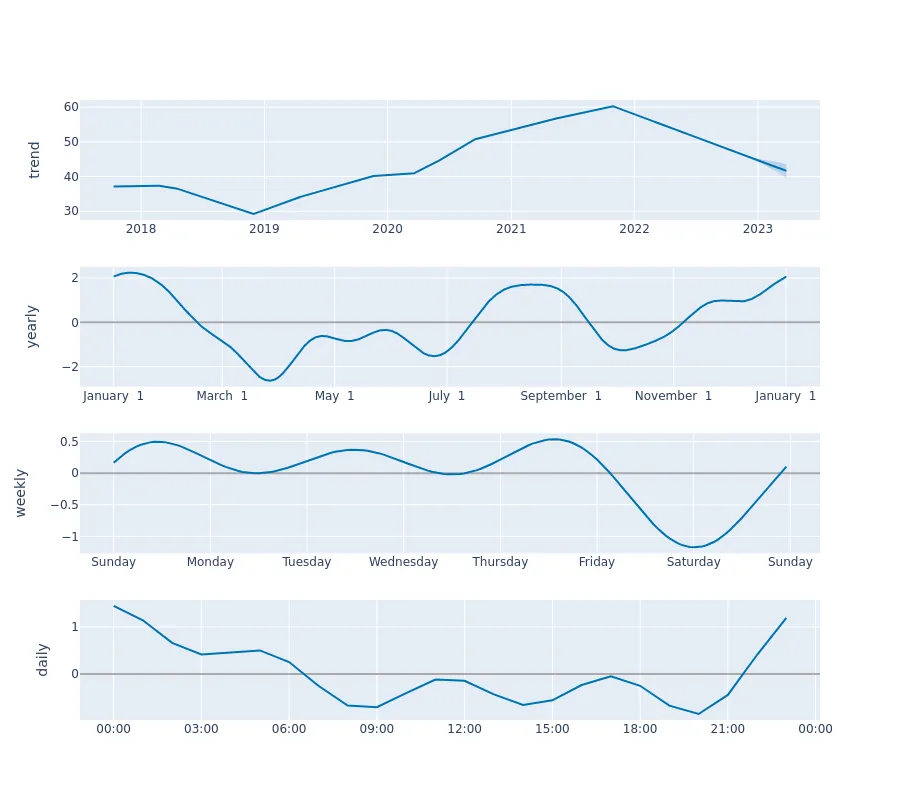 trend
60
50
40
30
2018 2019 2020 2021 2022 2023
yearly
2
0
−2
January 1 March 1 May 1 July 1 September 1 November 1 January 1
weekly
0.5
0
−0.5
−1
Sunday Monday Tuesday Wednesday Thursday Friday Saturday Sunday
daily
1
0
00:00 03:00 06:00 09:00 12:00 15:00 18:00 21:00 00:00